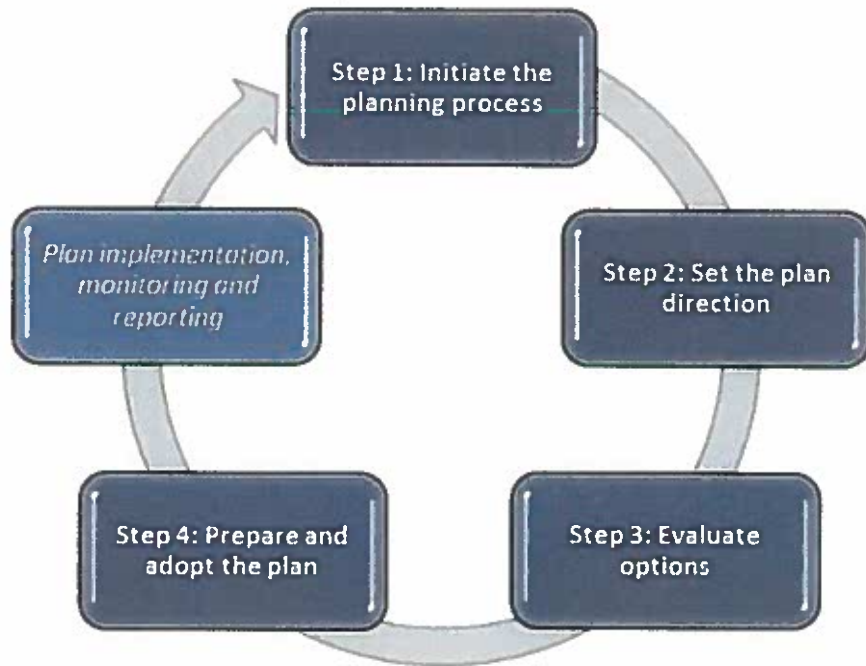 Step 1: Initiate the
planning process
Step 2: Set the plan
direction
Step 3: Evaluate
options
Step 4: Prepare and
adopt the plan
Plan implementation,
monitoring and
reporting